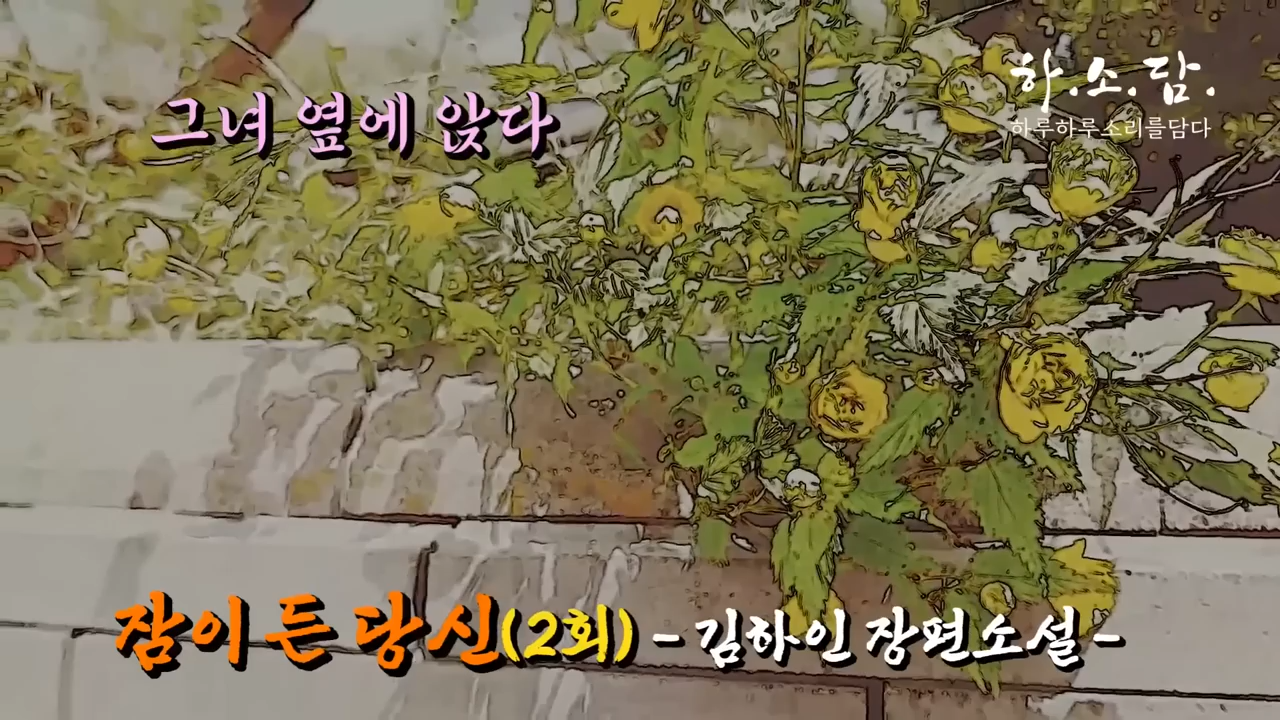 하.소.담.
하루하루소리를담다
그녀 옆에 앉다
잠이 든 당신(2회) - 김하인 장편소설 -